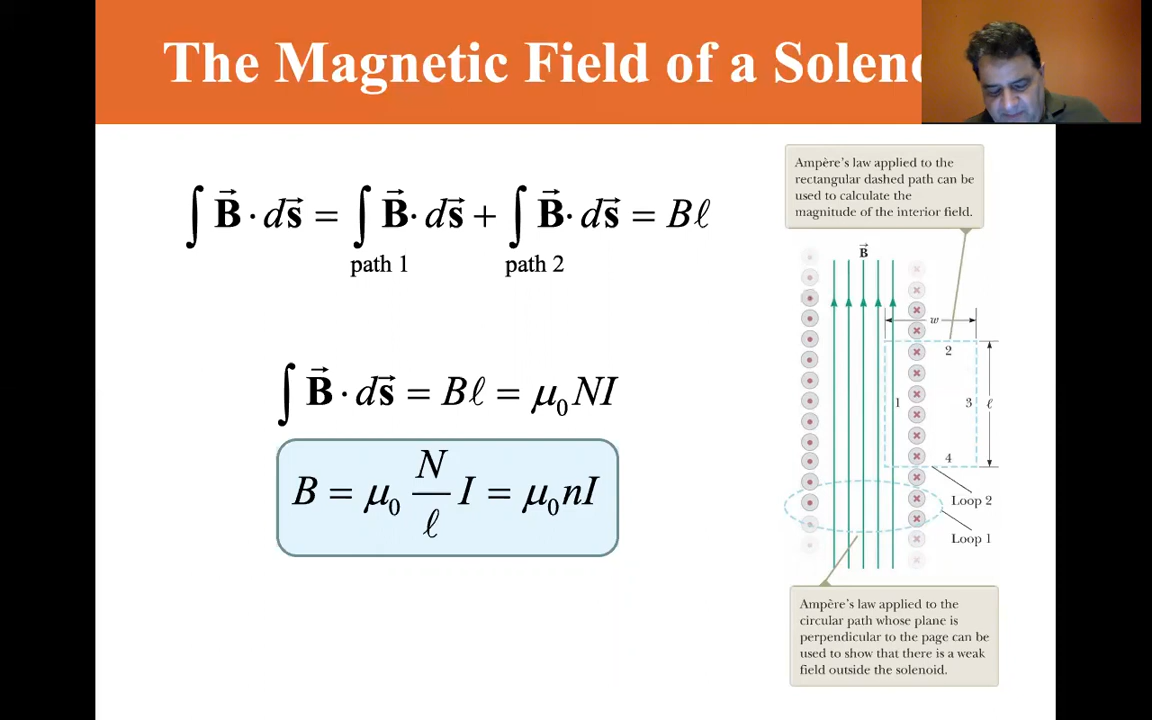 The Magnetic Field of a Soleno
∫ B⃗ · ds⃗ = ∫ B⃗ · ds⃗ + ∫ B⃗ · ds⃗ = Bℓ
path 1 path 2
∫ B⃗ · ds⃗ = Bℓ = μ₀NI
B = μ₀ N/ℓ I = μ₀nI
Ampère's law applied to the
rectangular dashed path can be
used to calculate the
magnitude of the interior field.
B⃗
w
2
1 3 ℓ
4
Loop 2
Loop 1
Ampère's law applied to the
circular path whose plane is
perpendicular to the page can be
used to show that there is a weak
field outside the solenoid.